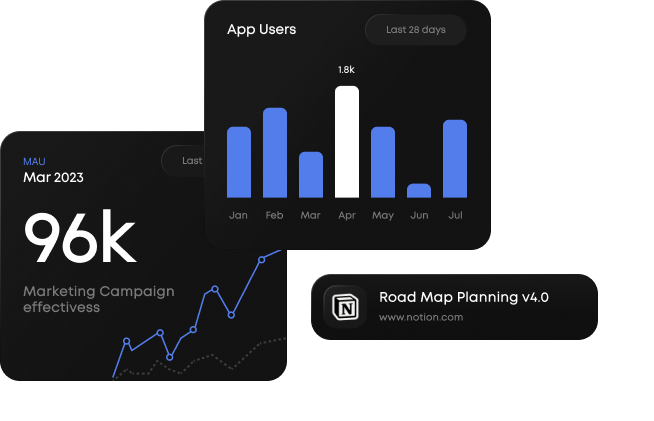 App Users
Last 28 days
1.8k
Jan Feb Mar Apr May Jun Jul
MAU
Last
Mar 2023
96k
Marketing Campaign
effectivess
Road Map Planning v4.0
www.notion.com
N